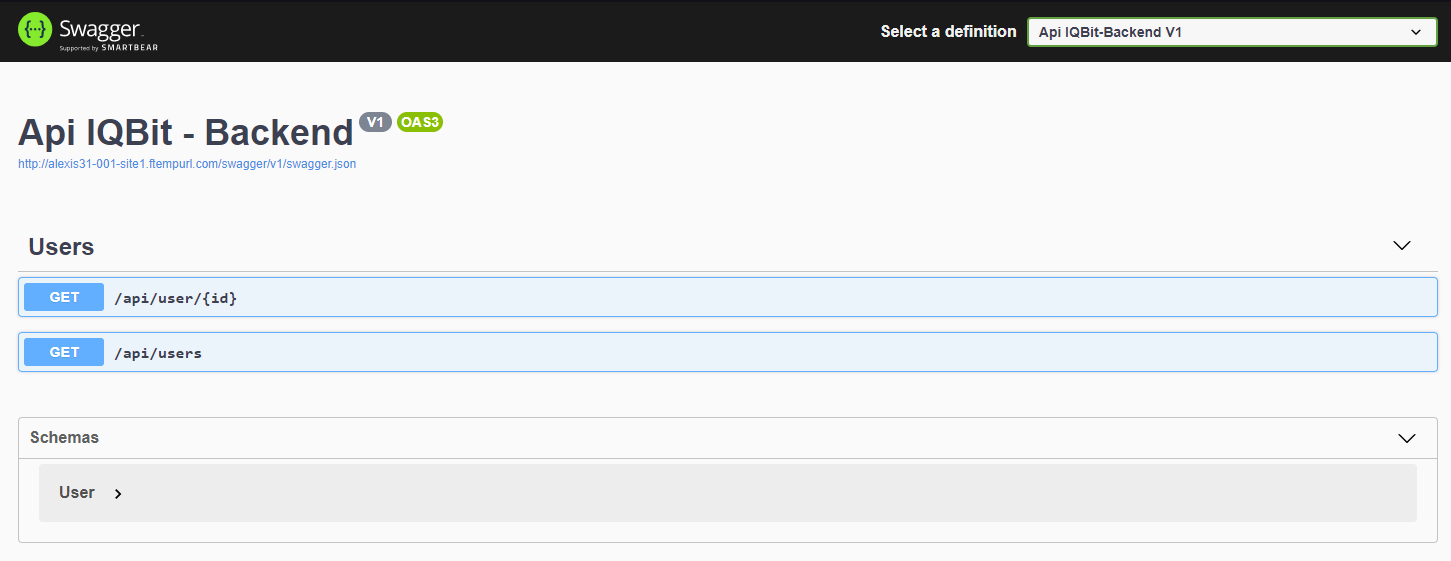 Swagger
Supported by SMARTBEAR
Select a definition
Api IQBit-Backend V1
Api IQBit - Backend V1 OAS3
http://alexis31-001-site1.ftempurl.com/swagger/v1/swagger.json
Users
GET /api/user/{id}
GET /api/users
Schemas
User